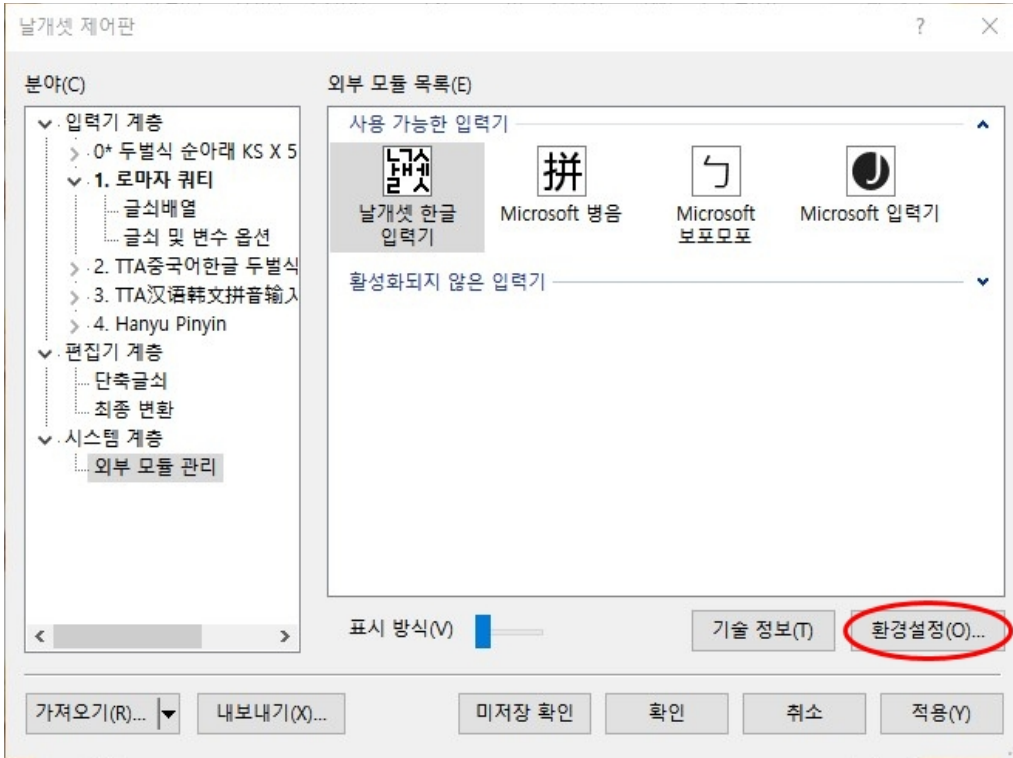 날개셋 제어판
분야(C)
입력기 계층
0* 두벌식 순아래 KS X 5
1. 로마자 쿼티
글쇠배열
글쇠 및 변수 옵션
2. TTA중국어한글 두벌식
3. TTA汉语韩文拼音输入
4. Hanyu Pinyin
편집기 계층
단축글쇠
최종 변환
시스템 계층
외부 모듈 관리
외부 모듈 목록(E)
사용 가능한 입력기
날개셋
날개셋 한글
입력기
拼
Microsoft 병음
ㄅ
Microsoft
보포모포
J
Microsoft 입력기
활성화되지 않은 입력기
표시 방식(V)
기술 정보(T)
환경설정(O)...
가져오기(R)...
내보내기(X)...
미저장 확인
확인
취소
적용(Y)